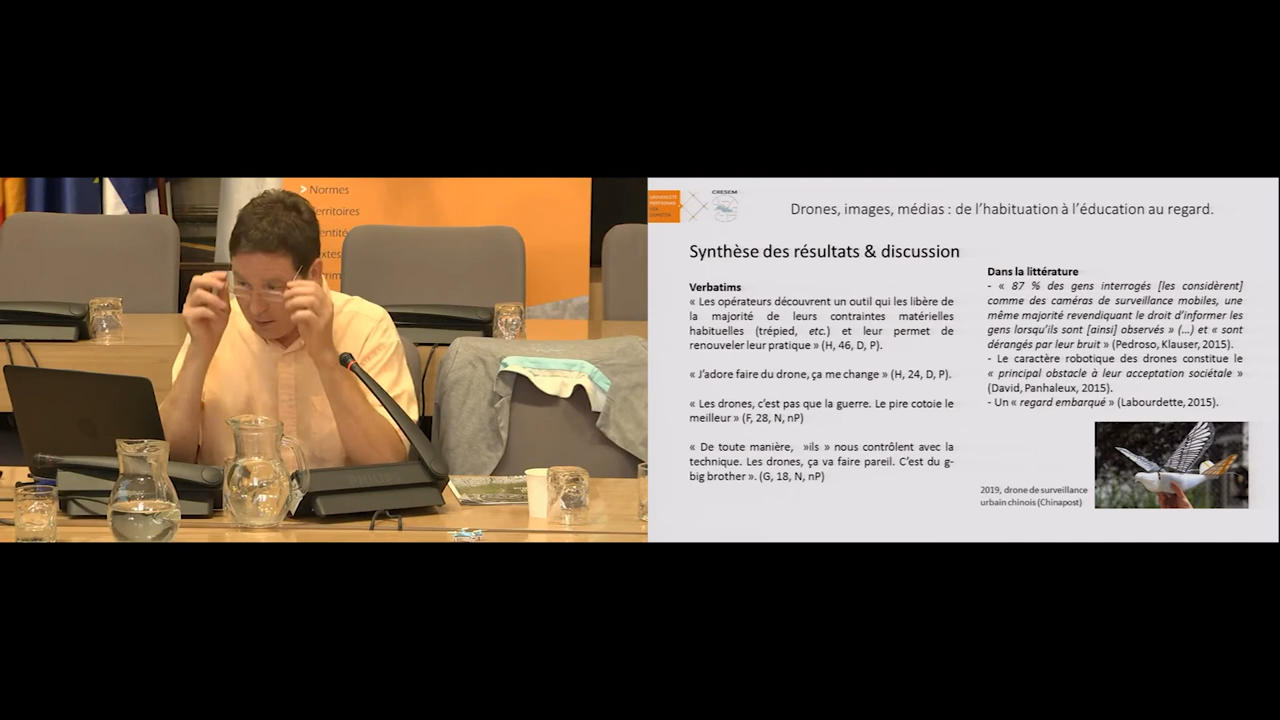 Normes
erritoires
entité
extes
rim
UNIVERSITÉ
PERPIGNAN
VIA
DOMITIA
CRESEM
Drones, images, médias : de l'habituation à l'éducation au regard.
Synthèse des résultats & discussion
Verbatims
« Les opérateurs découvrent un outil qui les libère de
la majorité de leurs contraintes matérielles
habituelles (trépied, etc.) et leur permet de
renouveler leur pratique » (H, 46, D, P).
« J'adore faire du drone, ça me change » (H, 24, D, P).
« Les drones, c'est pas que la guerre. Le pire cotoie le
meilleur » (F, 28, N, nP)
« De toute manière, »ils » nous contrôlent avec la
technique. Les drones, ça va faire pareil. C'est du g-
big brother ». (G, 18, N, nP)
Dans la littérature
- « 87 % des gens interrogés [les considèrent]
comme des caméras de surveillance mobiles, une
même majorité revendiquant le droit d'informer les
gens lorsqu'ils sont [ainsi] observés » (...) et « sont
dérangés par leur bruit » (Pedroso, Klauser, 2015).
- Le caractère robotique des drones constitue le
« principal obstacle à leur acceptation sociétale »
(David, Panhaleux, 2015).
- Un « regard embarqué » (Labourdette, 2015).
2019, drone de surveillance
urbain chinois (Chinapost)